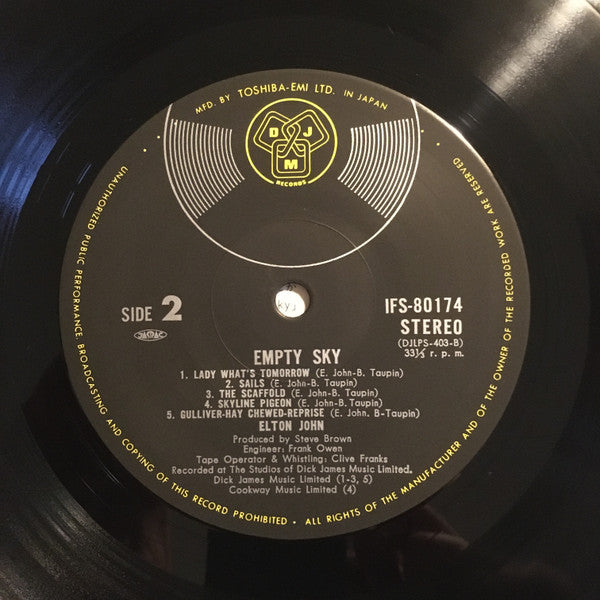 MFD. BY TOSHIBA-EMI LTD. IN JAPAN
D J
M
RECORDS
SIDE 2
JASRAC
IFS-80174
STEREO
(DJLPS-403-B)
33⅓ r. p. m.
EMPTY SKY
1. LADY WHAT'S TOMORROW (E. John-B. Taupin)
2. SAILS (E. John-B. Taupin)
3. THE SCAFFOLD (E. John-B. Taupin)
4. SKYLINE PIGEON (E. John-B. Taupin)
5. GULLIVER-HAY CHEWED-REPRISE (E. John. B-Taupin)
ELTON JOHN
Produced by Steve Brown
Engineer: Frank Owen
Tape Operator & Whistling: Clive Franks
Recorded at The Studios of Dick James Music Limited.
Dick James Music Limited (1-3, 5)
Cookway Music Limited (4)
UNAUTHORIZED PUBLIC PERFORMANCE, BROADCASTING AND COPYING OF THIS RECORD PROHIBITED • ALL RIGHTS OF THE MANUFACTURER AND OF THE OWNER OF THE RECORDED WORK ARE RESERVED